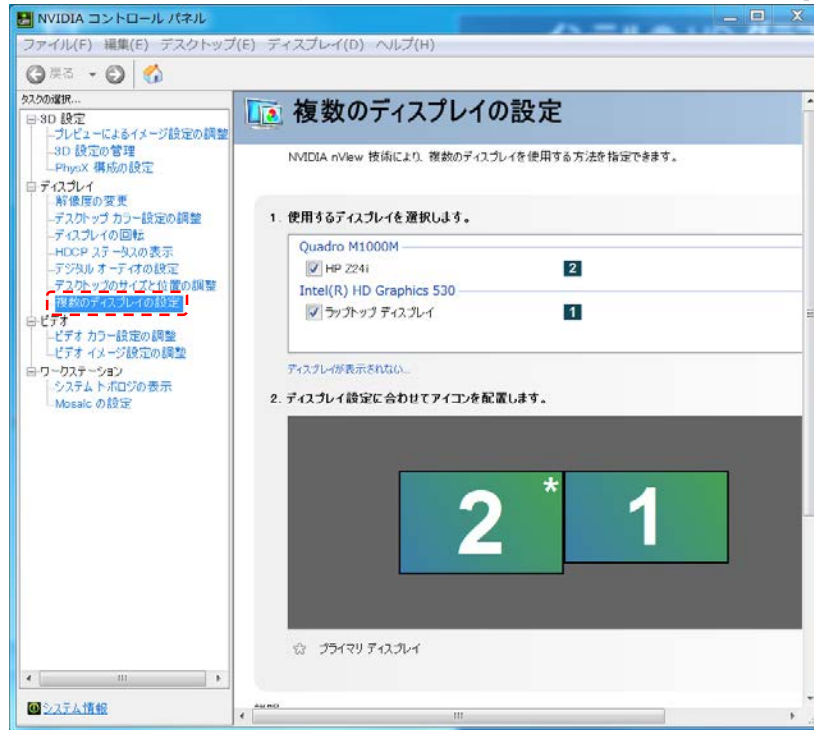 NVIDIA コントロール パネル
ファイル(F) 編集(E) デスクトップ(E) ディスプレイ(D) ヘルプ(H)
戻る
タスクの選択...
3D 設定
プレビューによるイメージ設定の調整
3D 設定の管理
PhysX 構成の設定
ディスプレイ
解像度の変更
デスクトップ カラー設定の調整
ディスプレイの回転
HDCP ステータスの表示
デジタル オーディオの設定
デスクトップのサイズと位置の調整
複数のディスプレイの設定
ビデオ
ビデオ カラー設定の調整
ビデオ イメージ設定の調整
ワークステーション
システム トポロジの表示
Mosaic の設定
システム情報
複数のディスプレイの設定
NVIDIA nView 技術により、複数のディスプレイを使用する方法を指定できます。
1. 使用するディスプレイを選択します。
Quadro M1000M
HP Z24i 2
Intel(R) HD Graphics 530
ラップトップ ディスプレイ 1
ディスプレイが表示されない...
2. ディスプレイ設定に合わせてアイコンを配置します。
2 * 1
プライマリ ディスプレイ